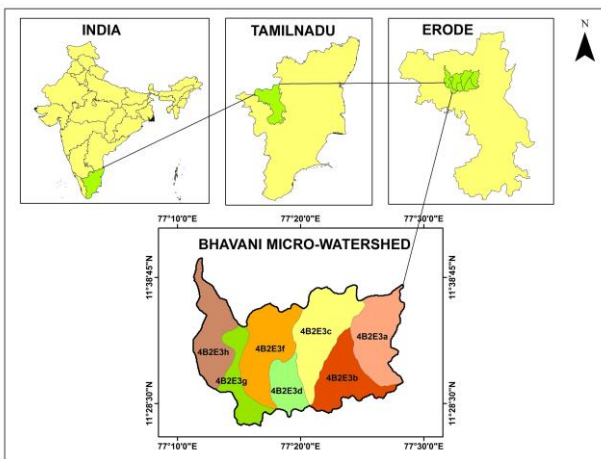 INDIA
TAMILNADU
ERODE
N
77°10'0"E
77°20'0"E
77°30'0"E
BHAVANI MICRO-WATERSHED
11°38'45"N
11°38'45"N
4B2E3c
4B2E3a
4B2E3f
4B2E3h
4B2E3g
4B2E3b
4B2E3d
11°28'30"N
11°28'30"N
77°10'0"E
77°20'0"E
77°30'0"E